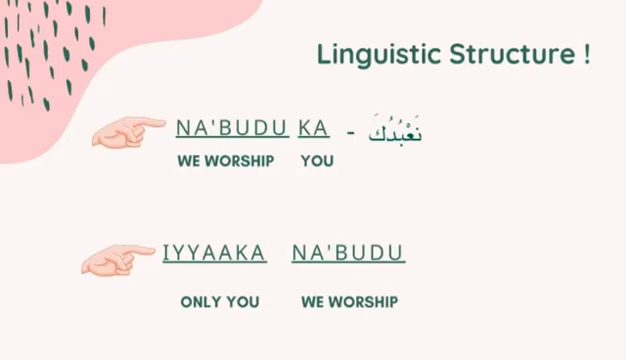 Linguistic Structure !
NA'BUDU KA - نَعْبُدُكَ
WE WORSHIP YOU
IYYAAKA NA'BUDU
ONLY YOU WE WORSHIP